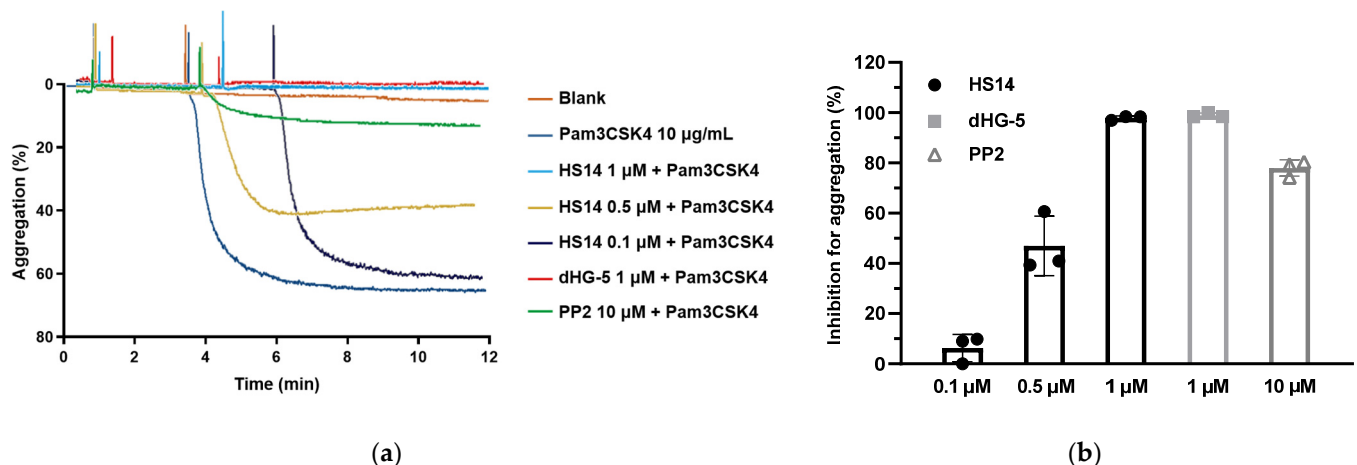 Aggregation (%)
0
20
40
60
80
0
2
4
6
8
10
12
Time (min)
Blank
Pam3CSK4 10 µg/mL
HS14 1 µM + Pam3CSK4
HS14 0.5 µM + Pam3CSK4
HS14 0.1 µM + Pam3CSK4
dHG-5 1 µM + Pam3CSK4
PP2 10 µM + Pam3CSK4
(a)
Inhibition for aggregation (%)
120
100
80
60
40
20
0
HS14
dHG-5
PP2
0.1 µM
0.5 µM
1 µM
1 µM
10 µM
(b)